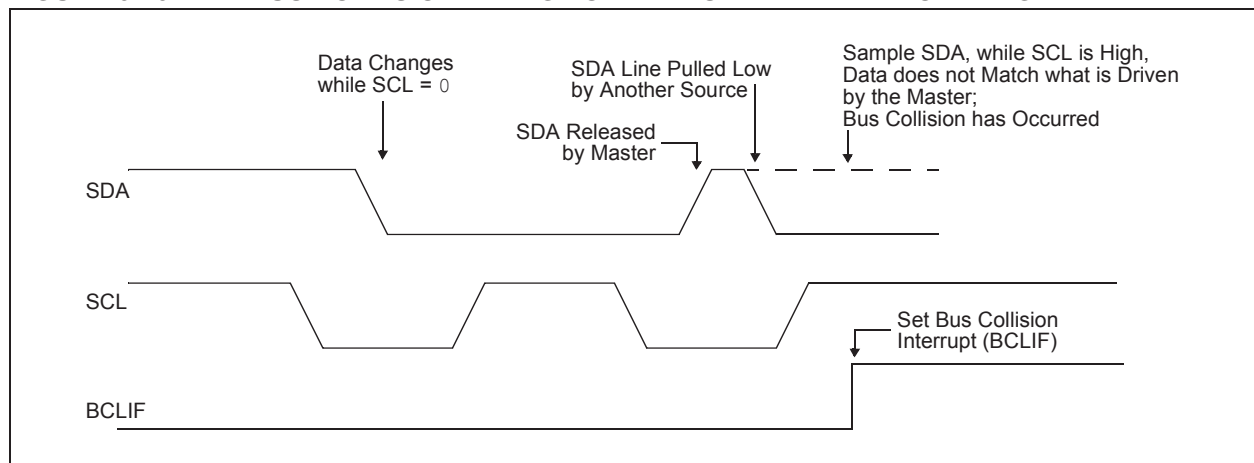 Data Changes
while SCL = 0
SDA Line Pulled Low
by Another Source
Sample SDA, while SCL is High,
Data does not Match what is Driven
by the Master;
Bus Collision has Occurred
SDA Released
by Master
SDA
SCL
Set Bus Collision
Interrupt (BCLIF)
BCLIF